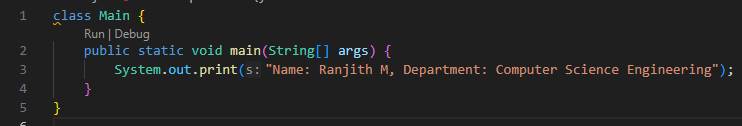 1 class Main {
Run | Debug
2 public static void main(String[] args) {
3 System.out.print(s: "Name: Ranjith M, Department: Computer Science Engineering");
4 }
5 }
6